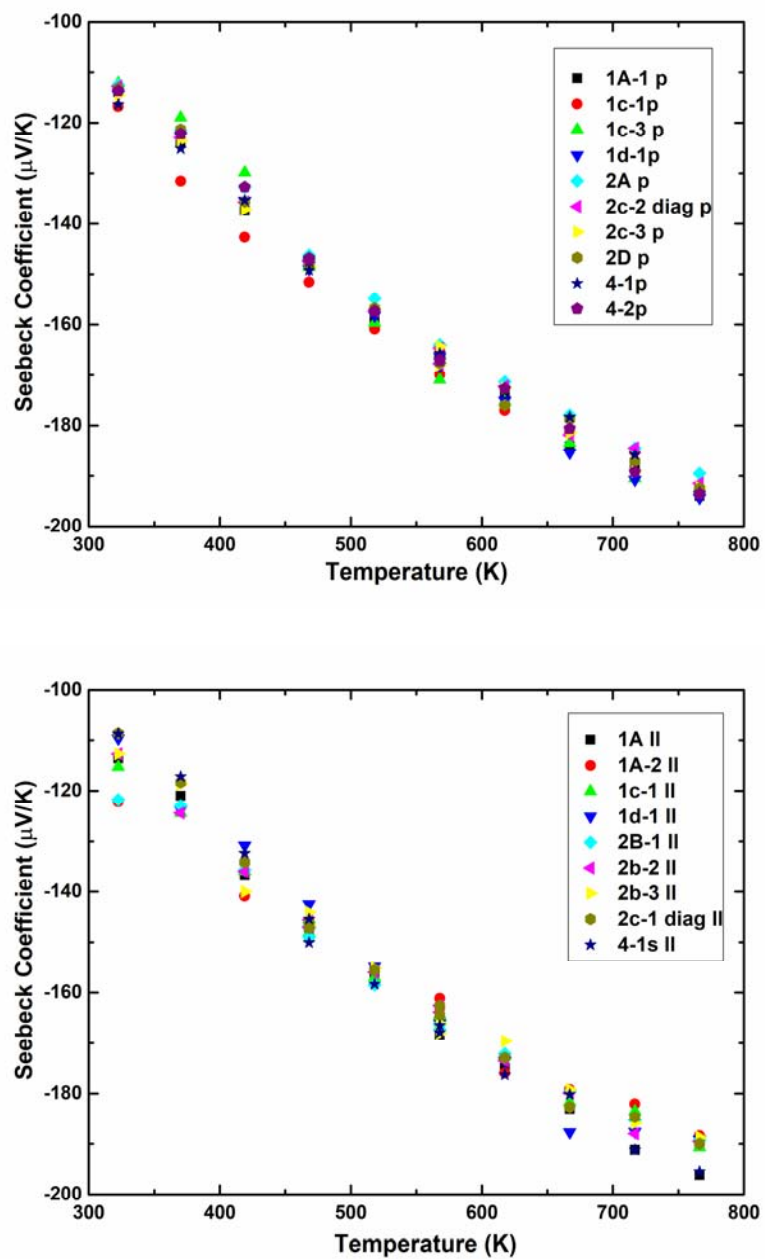 -100
-120
-140
-160
-180
-200
Seebeck Coefficient (μV/K)
1A-1 p
1c-1p
1c-3 p
1d-1p
2A p
2c-2 diag p
2c-3 p
2D p
4-1p
4-2p
300 400 500 600 700 800
Temperature (K)
-100
-120
-140
-160
-180
-200
Seebeck Coefficient (μV/K)
1A ll
1A-2 ll
1c-1 ll
1d-1 ll
2B-1 ll
2b-2 ll
2b-3 ll
2c-1 diag ll
4-1s ll
300 400 500 600 700 800
Temperature (K)